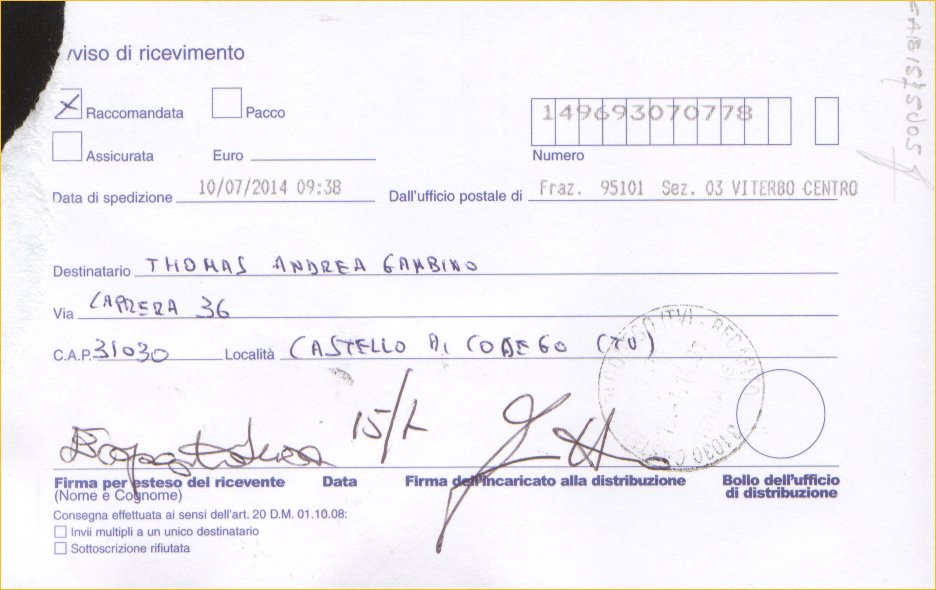 vviso di ricevimento
X Raccomandata Pacco
149693070778
Assicurata Euro
Numero
Data di spedizione 10/07/2014 09:38 Dall'ufficio postale di Fraz. 95101 Sez. 03 VITERBO CENTRO
Destinatario THOMAS ANDREA GAMBINO
Via CAPRERA 36
C.A.P. 31030 Località CASTELLO DI GODEGO (TV)
15/7
Firma per esteso del ricevente Data Firma dell'incaricato alla distribuzione Bollo dell'ufficio
(Nome e Cognome) di distribuzione
Consegna effettuata ai sensi dell'art. 20 D.M. 01.10.08:
Invii multipli a un unico destinatario
Sottoscrizione rifiutata